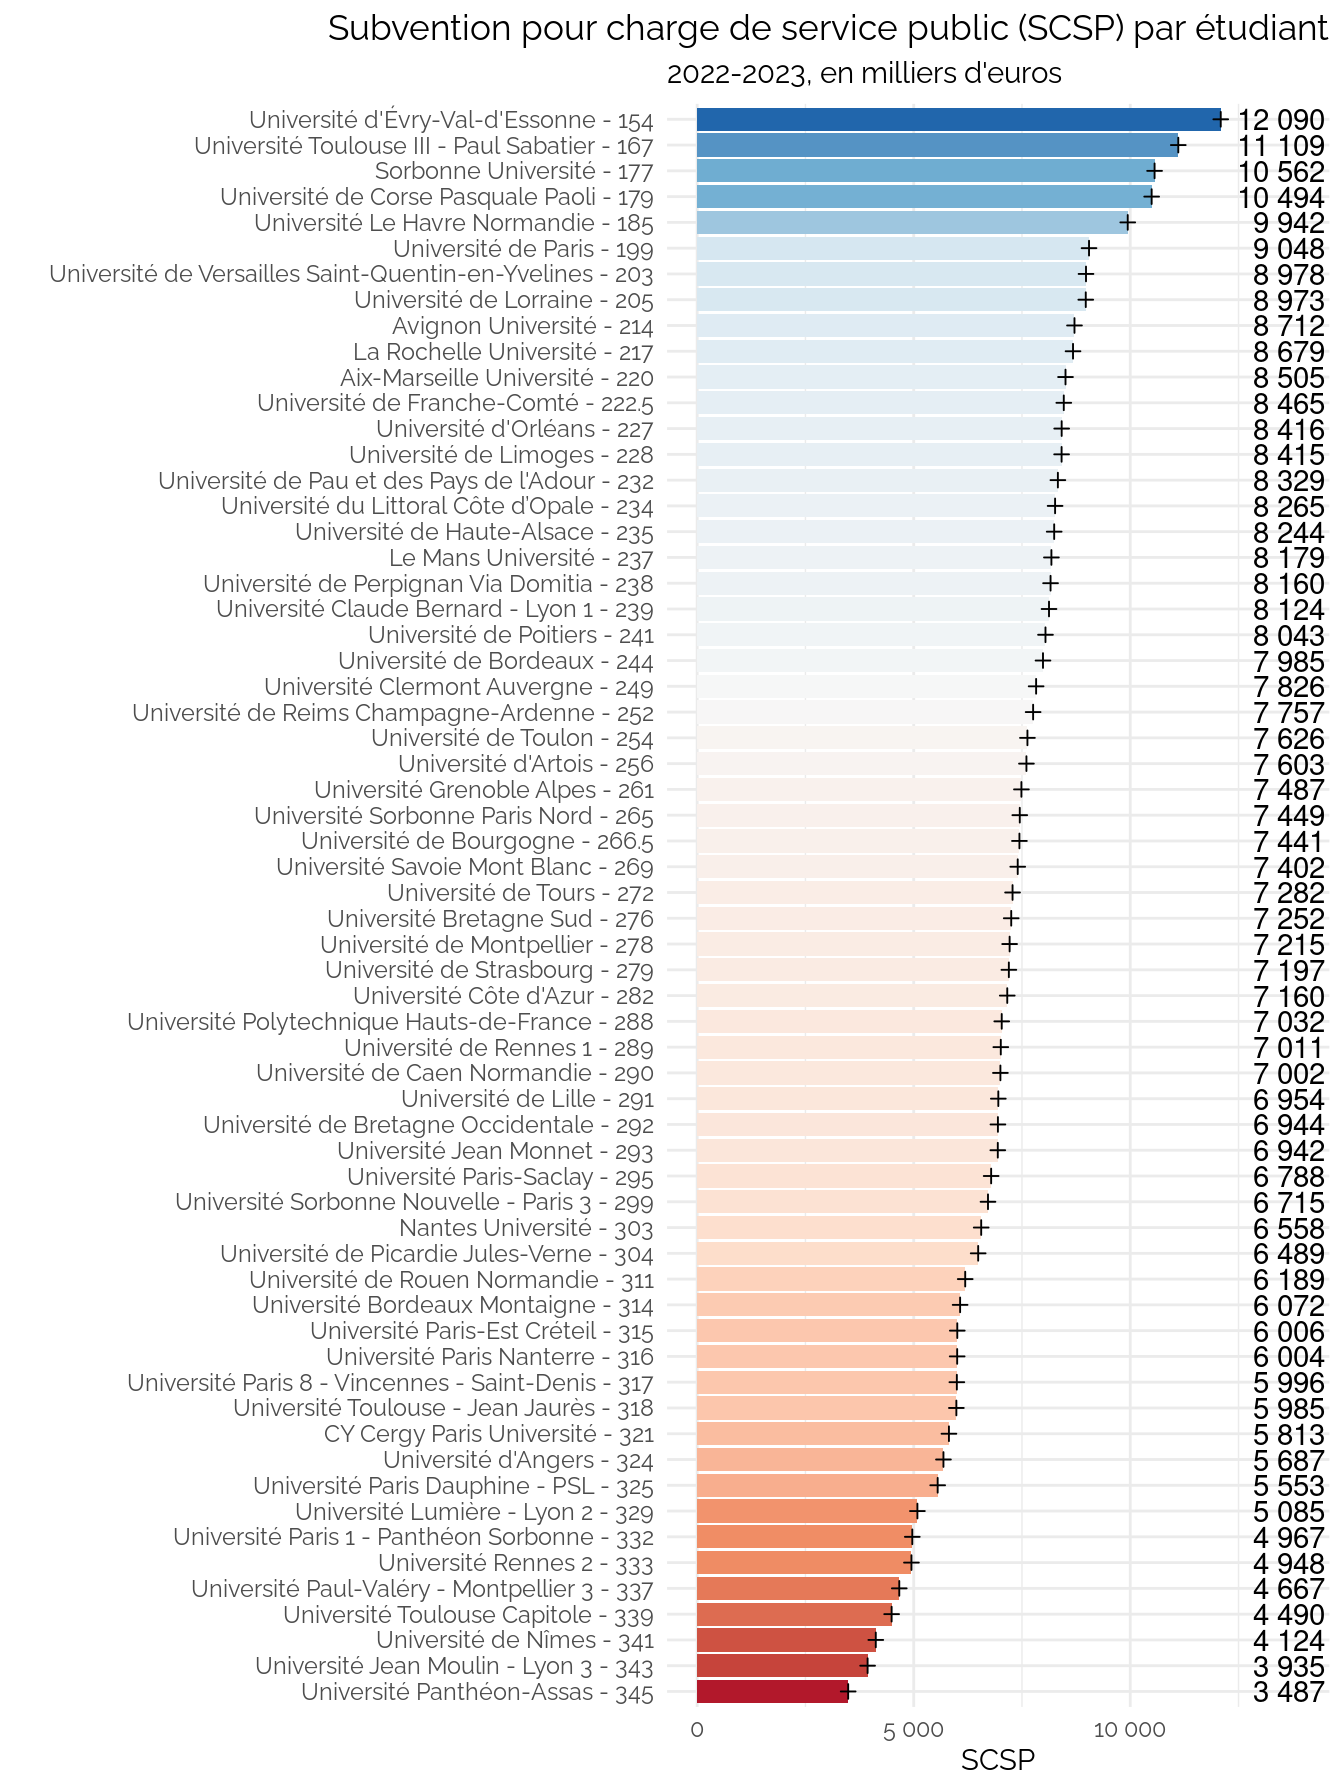 Subvention pour charge de service public (SCSP) par étudiant
2022-2023, en milliers d'euros
Université d'Évry-Val-d'Essonne - 154 12 090
Université Toulouse III - Paul Sabatier - 167 11 109
Sorbonne Université - 177 10 562
Université de Corse Pasquale Paoli - 179 10 494
Université Le Havre Normandie - 185 9 942
Université de Paris - 199 9 048
Université de Versailles Saint-Quentin-en-Yvelines - 203 8 978
Université de Lorraine - 205 8 973
Avignon Université - 214 8 712
La Rochelle Université - 217 8 679
Aix-Marseille Université - 220 8 505
Université de Franche-Comté - 222.5 8 465
Université d'Orléans - 227 8 416
Université de Limoges - 228 8 415
Université de Pau et des Pays de l'Adour - 232 8 329
Université du Littoral Côte d’Opale - 234 8 265
Université de Haute-Alsace - 235 8 244
Le Mans Université - 237 8 179
Université de Perpignan Via Domitia - 238 8 160
Université Claude Bernard - Lyon 1 - 239 8 124
Université de Poitiers - 241 8 043
Université de Bordeaux - 244 7 985
Université Clermont Auvergne - 249 7 826
Université de Reims Champagne-Ardenne - 252 7 757
Université de Toulon - 254 7 626
Université d'Artois - 256 7 603
Université Grenoble Alpes - 261 7 487
Université Sorbonne Paris Nord - 265 7 449
Université de Bourgogne - 266.5 7 441
Université Savoie Mont Blanc - 269 7 402
Université de Tours - 272 7 282
Université Bretagne Sud - 276 7 252
Université de Montpellier - 278 7 215
Université de Strasbourg - 279 7 197
Université Côte d'Azur - 282 7 160
Université Polytechnique Hauts-de-France - 288 7 032
Université de Rennes 1 - 289 7 011
Université de Caen Normandie - 290 7 002
Université de Lille - 291 6 954
Université de Bretagne Occidentale - 292 6 944
Université Jean Monnet - 293 6 942
Université Paris-Saclay - 295 6 788
Université Sorbonne Nouvelle - Paris 3 - 299 6 715
Nantes Université - 303 6 558
Université de Picardie Jules-Verne - 304 6 489
Université de Rouen Normandie - 311 6 189
Université Bordeaux Montaigne - 314 6 072
Université Paris-Est Créteil - 315 6 006
Université Paris Nanterre - 316 6 004
Université Paris 8 - Vincennes - Saint-Denis - 317 5 996
Université Toulouse - Jean Jaurès - 318 5 985
CY Cergy Paris Université - 321 5 813
Université d'Angers - 324 5 687
Université Paris Dauphine - PSL - 325 5 553
Université Lumière - Lyon 2 - 329 5 085
Université Paris 1 - Panthéon Sorbonne - 332 4 967
Université Rennes 2 - 333 4 948
Université Paul-Valéry - Montpellier 3 - 337 4 667
Université Toulouse Capitole - 339 4 490
Université de Nîmes - 341 4 124
Université Jean Moulin - Lyon 3 - 343 3 935
Université Panthéon-Assas - 345 3 487
0 5 000 10 000
SCSP